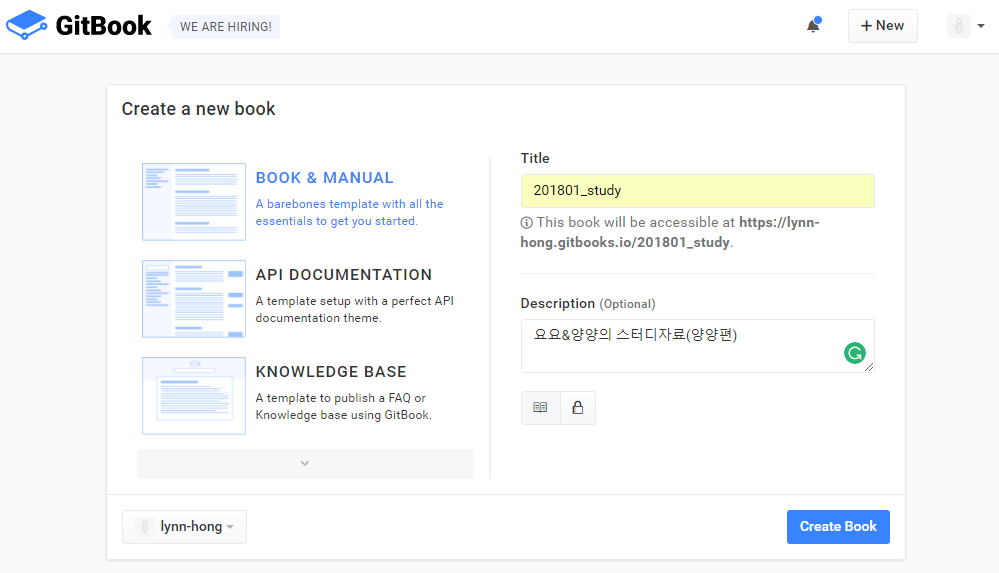 GitBook
WE ARE HIRING!
+ New
Create a new book
BOOK & MANUAL
A barebones template with all the
essentials to get you started.
API DOCUMENTATION
A template setup with a perfect API
documentation theme.
KNOWLEDGE BASE
A template to publish a FAQ or
Knowledge base using GitBook.
Title
201801_study
This book will be accessible at https://lynn-
hong.gitbooks.io/201801_study.
Description (Optional)
요요&양양의 스터디자료(양양편)
lynn-hong
Create Book